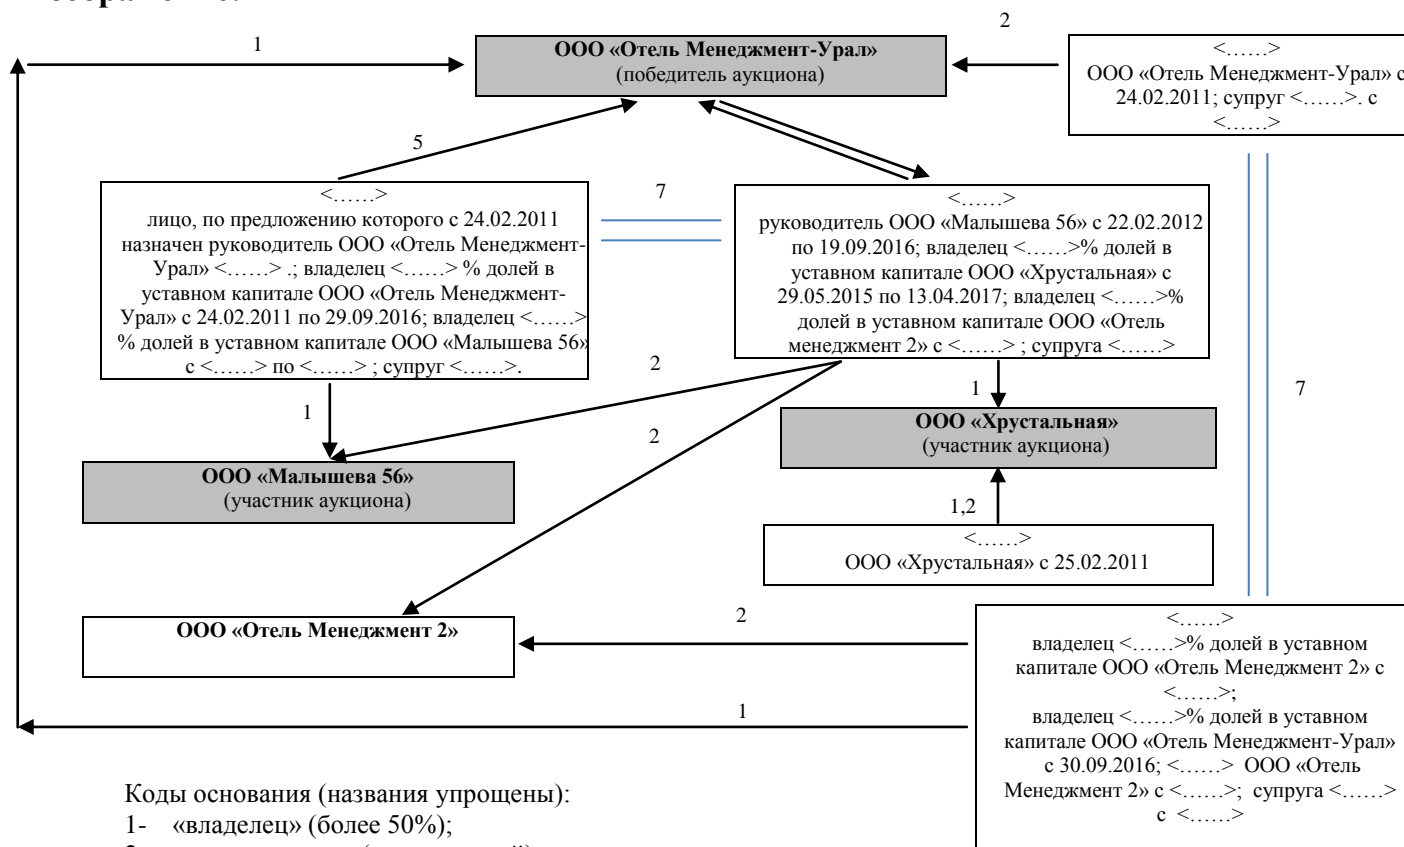 2
1
ООО «Отель Менеджмент-Урал»
(победитель аукциона)
<……>
ООО «Отель Менеджмент-Урал» с
24.02.2011; супруг <……>. с
<……>
5
7
<……>
лицо, по предложению которого с 24.02.2011
назначен руководитель ООО «Отель Менеджмент-
Урал» <……> .; владелец <……> % долей в
уставном капитале ООО «Отель Менеджмент-
Урал» с 24.02.2011 по 29.09.2016; владелец <……>
% долей в уставном капитале ООО «Малышева 56»
с <……> по <……> ; супруг <……>.
<……>
руководитель ООО «Малышева 56» с 22.02.2012
по 19.09.2016; владелец <……>% долей в
уставном капитале ООО «Хрустальная» с
29.05.2015 по 13.04.2017; владелец <……>%
долей в уставном капитале ООО «Отель
менеджмент 2» с <……> ; супруга <……>
2
1
7
1
2
ООО «Хрустальная»
(участник аукциона)
ООО «Малышева 56»
(участник аукциона)
1,2
<……>
ООО «Хрустальная» с 25.02.2011
ООО «Отель Менеджмент 2»
2
<……>
владелец <……>% долей в уставном
капитале ООО «Отель Менеджмент 2» с
<……>;
владелец <……>% долей в уставном
капитале ООО «Отель Менеджмент-Урал»
с 30.09.2016; <……> ООО «Отель
Менеджмент 2» с <……>; супруга <……>
с <……>
1
Коды основания (названия упрощены):
1- «владелец» (более 50%);